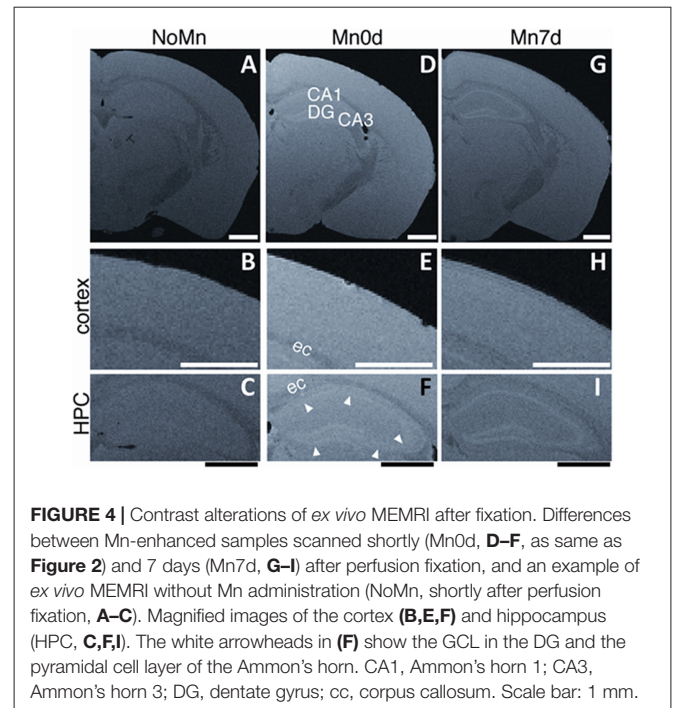 NoMn Mn0d Mn7d
A D G
CA1
DG CA3
cortex
B E H
ec
HPC
C F I
ec
FIGURE 4 | Contrast alterations of ex vivo MEMRI after fixation. Differences
between Mn-enhanced samples scanned shortly (Mn0d, D–F, as same as
Figure 2) and 7 days (Mn7d, G–I) after perfusion fixation, and an example of
ex vivo MEMRI without Mn administration (NoMn, shortly after perfusion
fixation, A–C). Magnified images of the cortex (B,E,F) and hippocampus
(HPC, C,F,I). The white arrowheads in (F) show the GCL in the DG and the
pyramidal cell layer of the Ammon's horn. CA1, Ammon's horn 1; CA3,
Ammon's horn 3; DG, dentate gyrus; cc, corpus callosum. Scale bar: 1 mm.